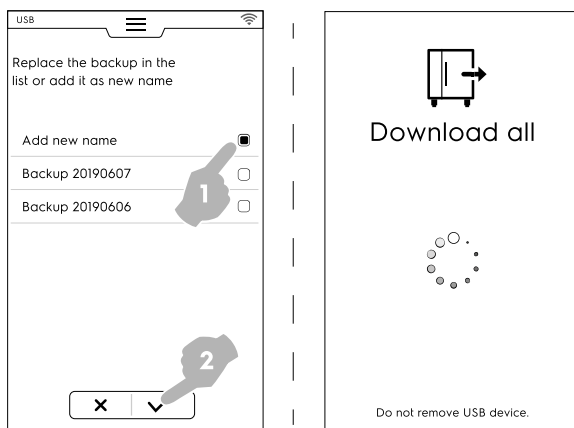 USB
Replace the backup in the
list or add it as new name
Add new name
Backup 20190607
Backup 20190606
1
2
Download all
Do not remove USB device.